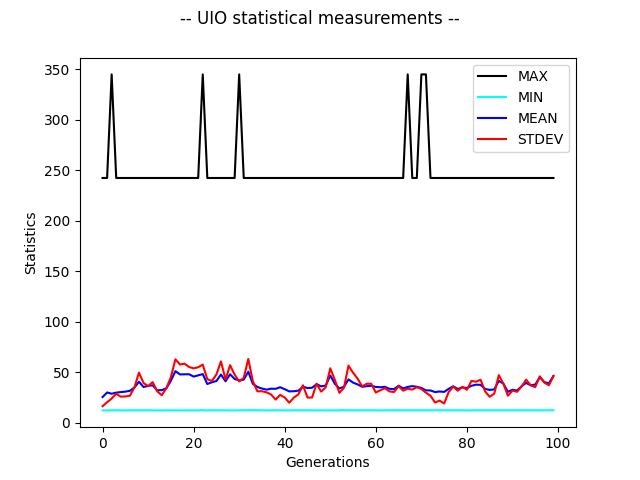 -- UIO statistical measurements --
350
300
250
200
150
100
50
0
Statistics
MAX
MIN
MEAN
STDEV
0 20 40 60 80 100
Generations